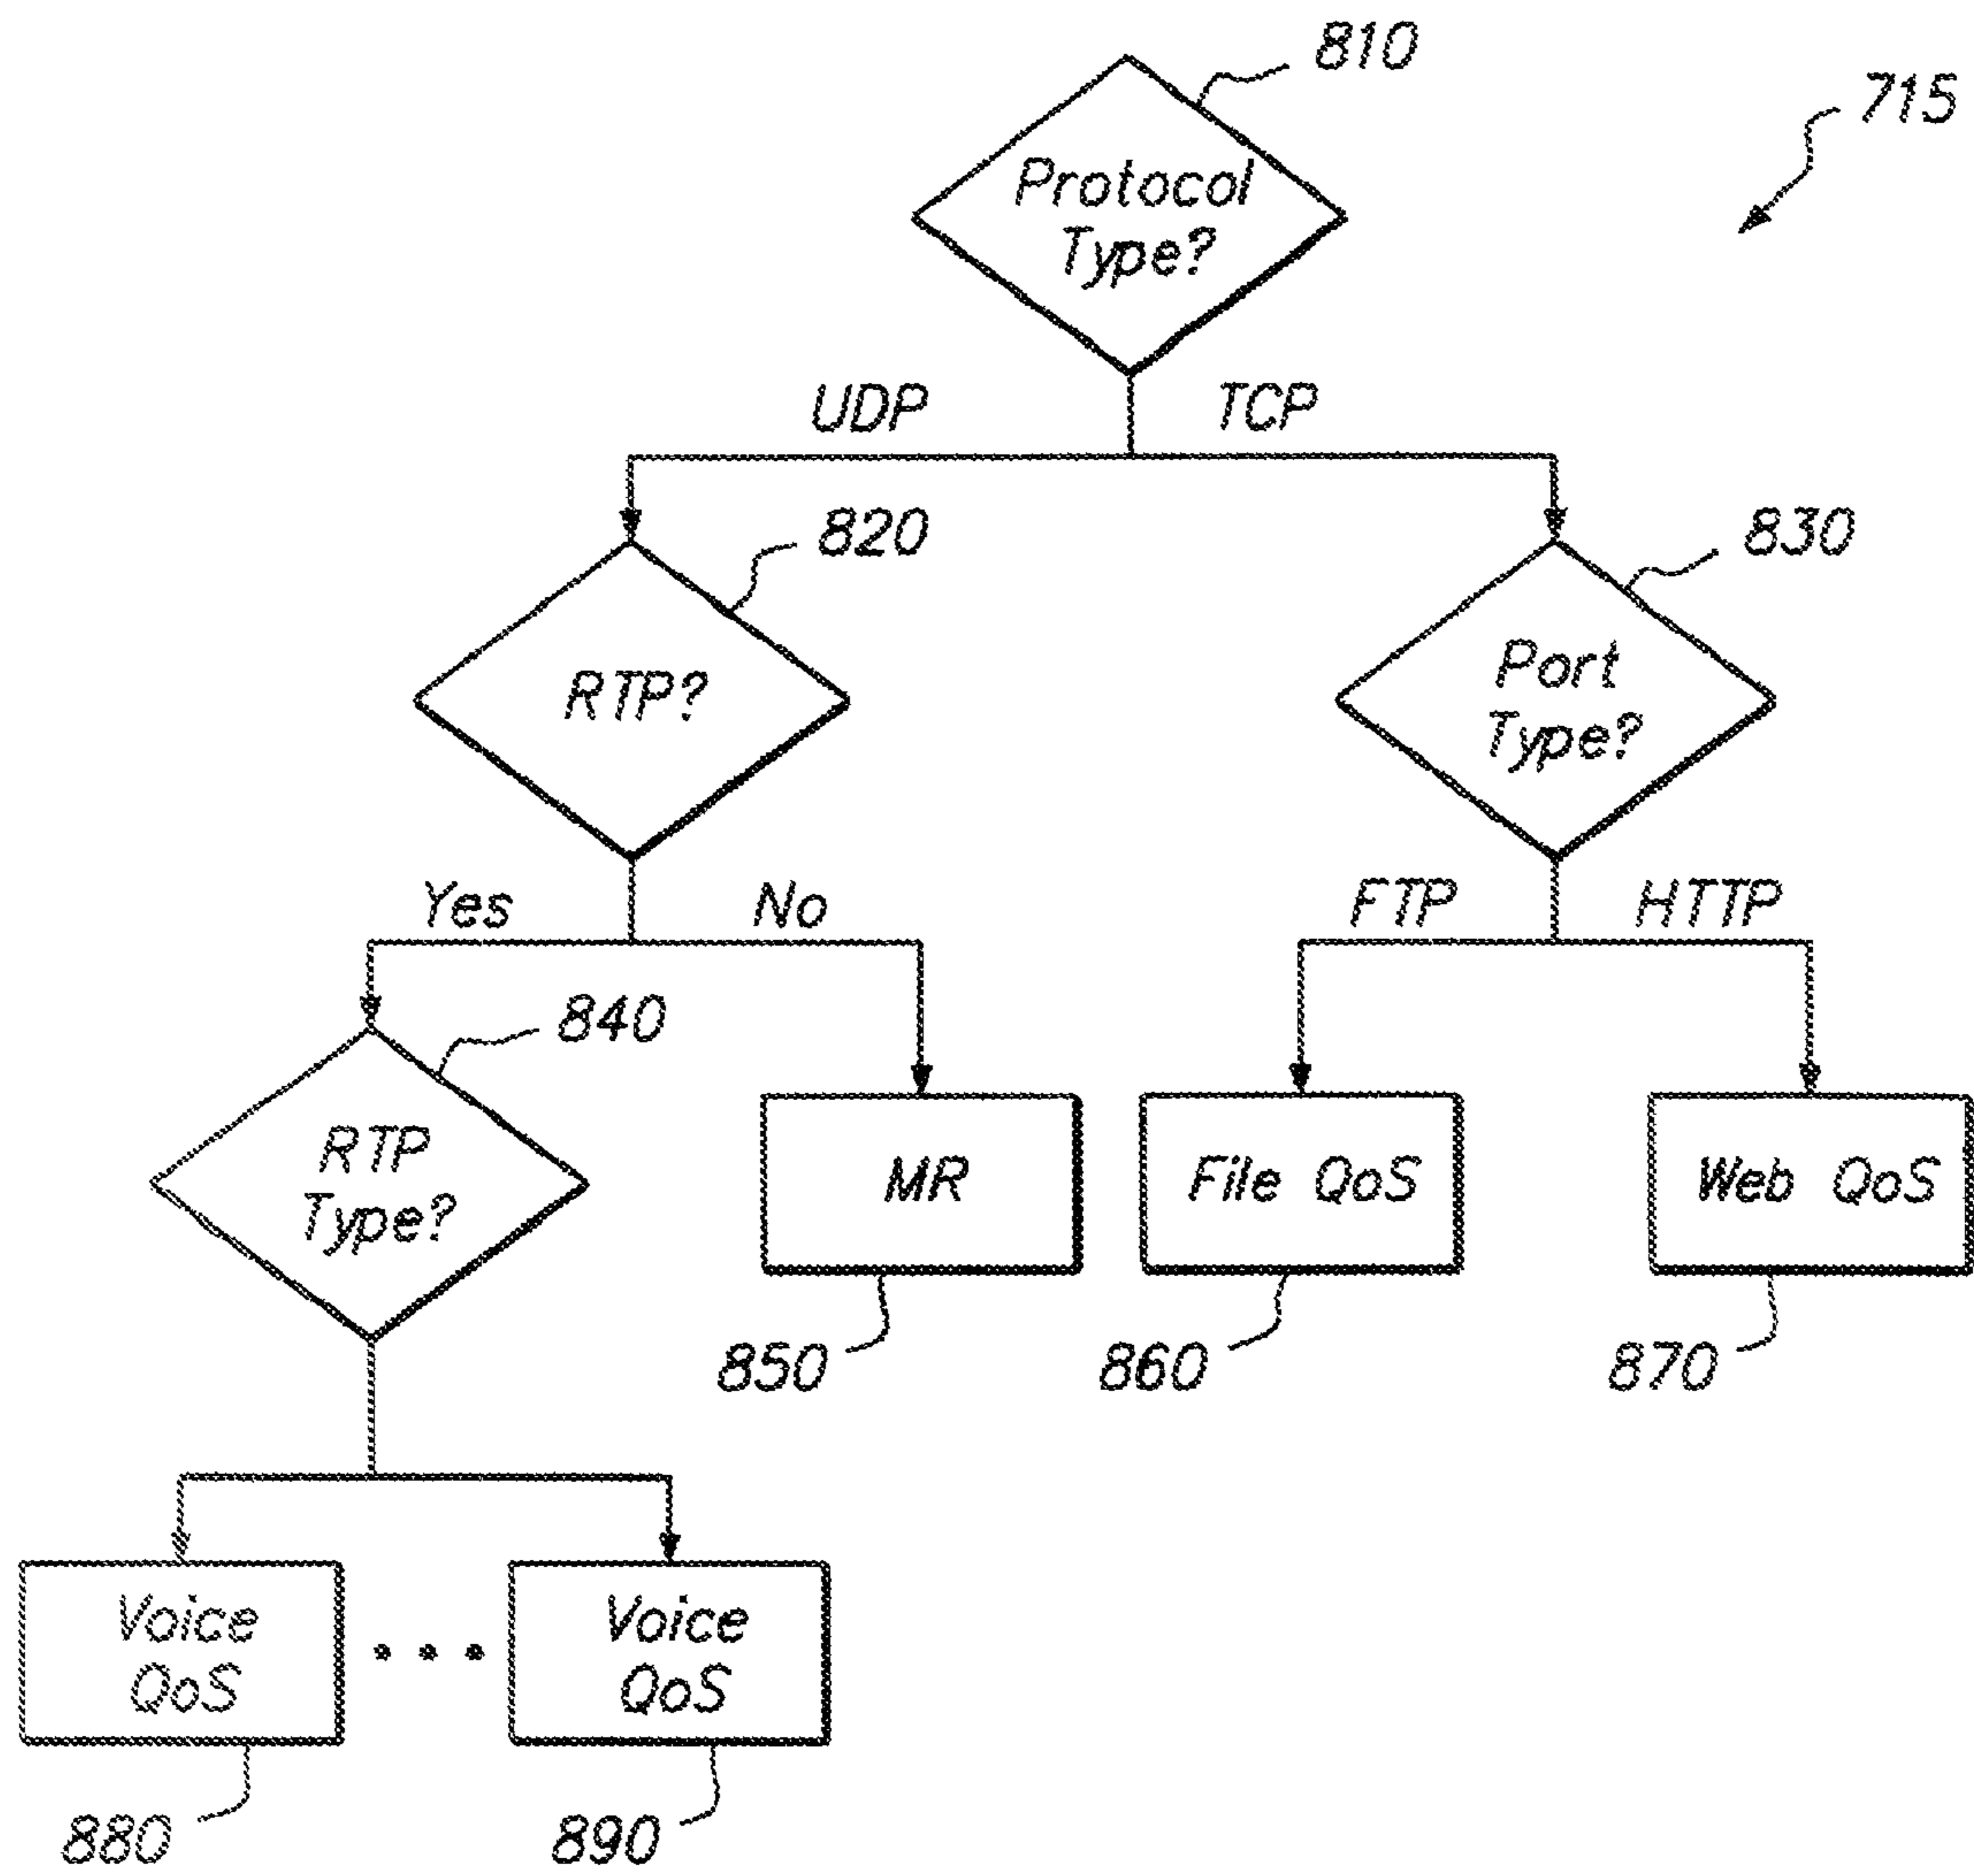 810
715
Protocol
Type?
UDP
TCP
820
830
RTP?
Port
Type?
Yes
No
FTP
HTTP
840
RTP
Type?
MR
File QoS
Web QoS
850
860
870
Voice
QoS
...
Voice
QoS
880
890